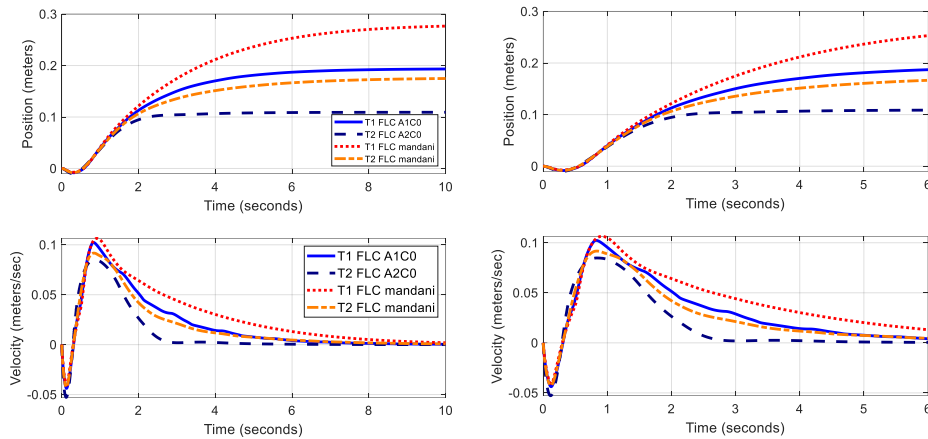 0.3
0.2
0.1
0
Position (meters)
T1 FLC A1C0
T2 FLC A2C0
T1 FLC mandani
T2 FLC mandani
0 2 4 6 8 10
Time (seconds)
0.3
0.2
0.1
0
Position (meters)
0 1 2 3 4 5 6
Time (seconds)
0.1
0.05
0
-0.05
Velocity (meters/sec)
T1 FLC A1C0
T2 FLC A2C0
T1 FLC mandani
T2 FLC mandani
0 2 4 6 8 10
Time (seconds)
0.1
0.05
0
-0.05
Velocity (meters/sec)
0 1 2 3 4 5 6
Time (seconds)